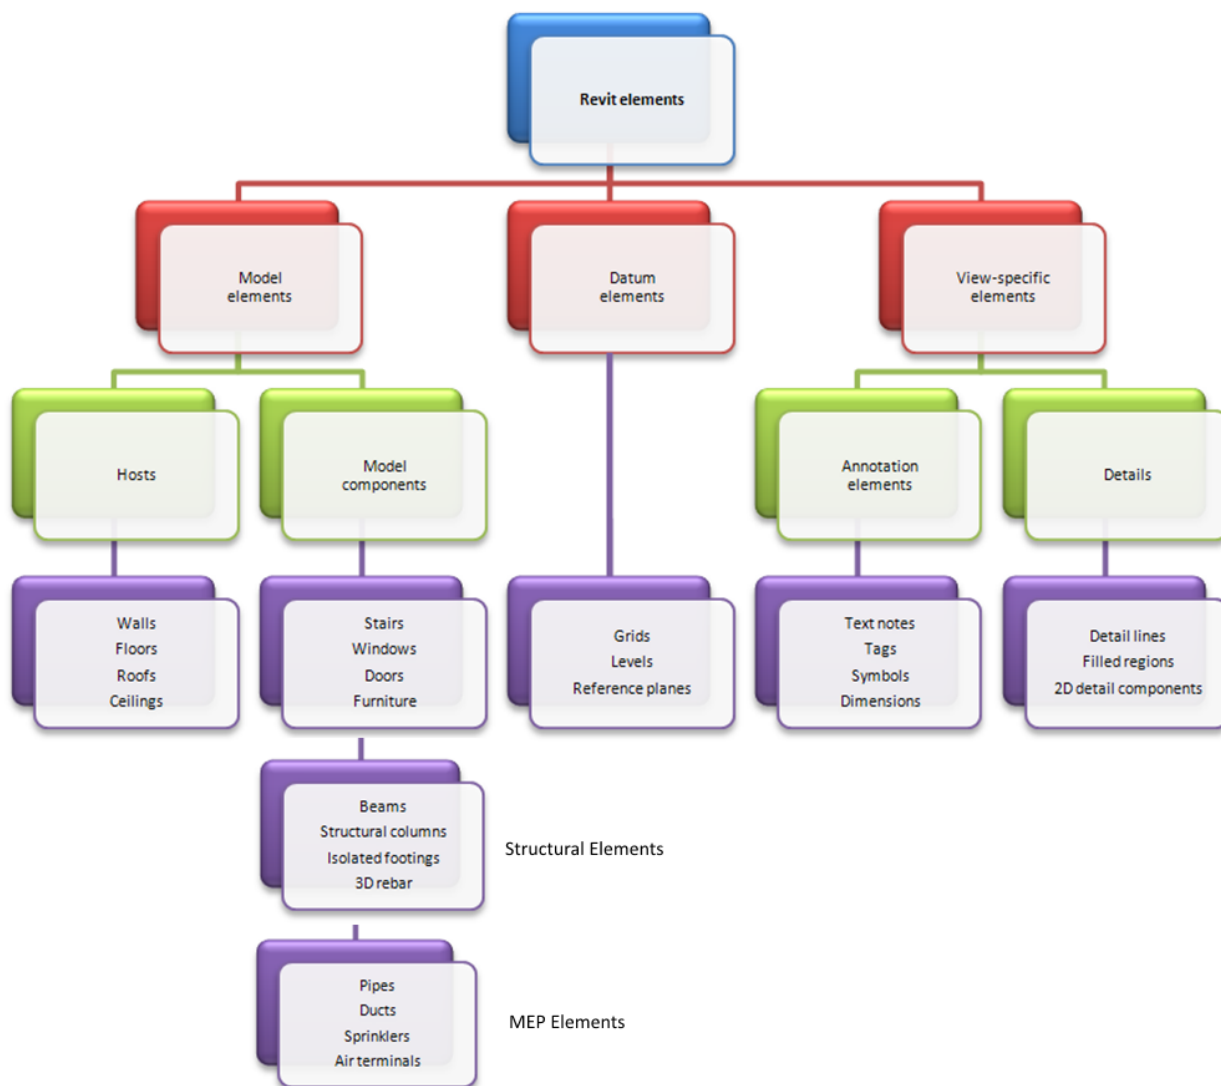 Revit elements
Model
elements
Datum
elements
View-specific
elements
Hosts
Model
components
Annotation
elements
Details
Walls
Floors
Roofs
Ceilings
Stairs
Windows
Doors
Furniture
Grids
Levels
Reference planes
Text notes
Tags
Symbols
Dimensions
Detail lines
Filled regions
2D detail components
Beams
Structural columns
Isolated footings
3D rebar
Structural Elements
Pipes
Ducts
Sprinklers
Air terminals
MEP Elements